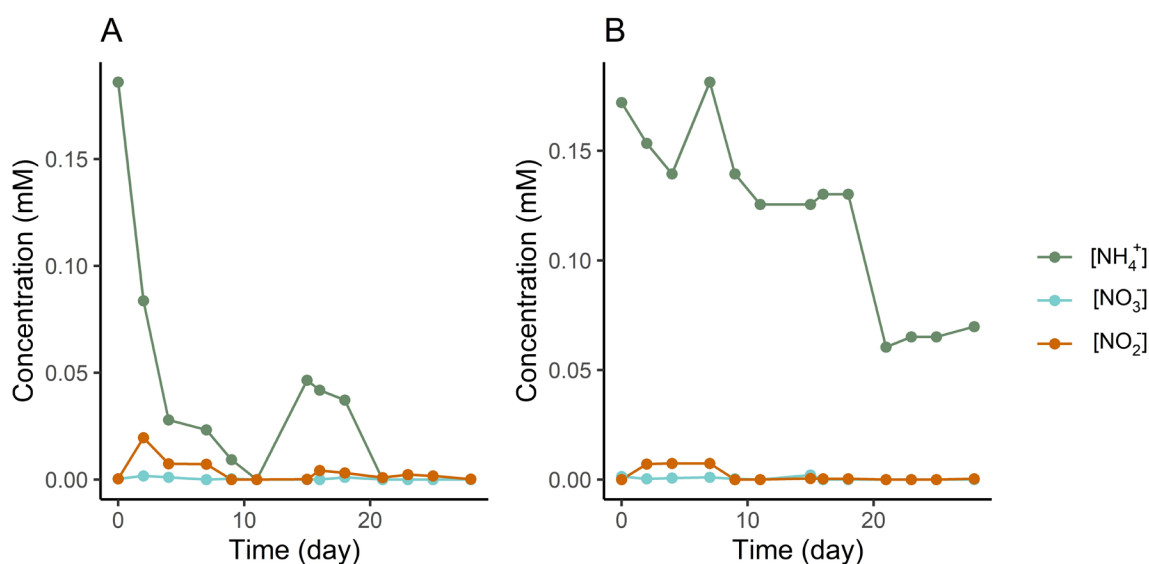 A
B
Concentration (mM)
0.15
0.10
0.05
0.00
0
10
20
Time (day)
Concentration (mM)
0.15
0.10
0.05
0.00
0
10
20
Time (day)
[NH₄⁺]
[NO₃⁻]
[NO₂⁻]